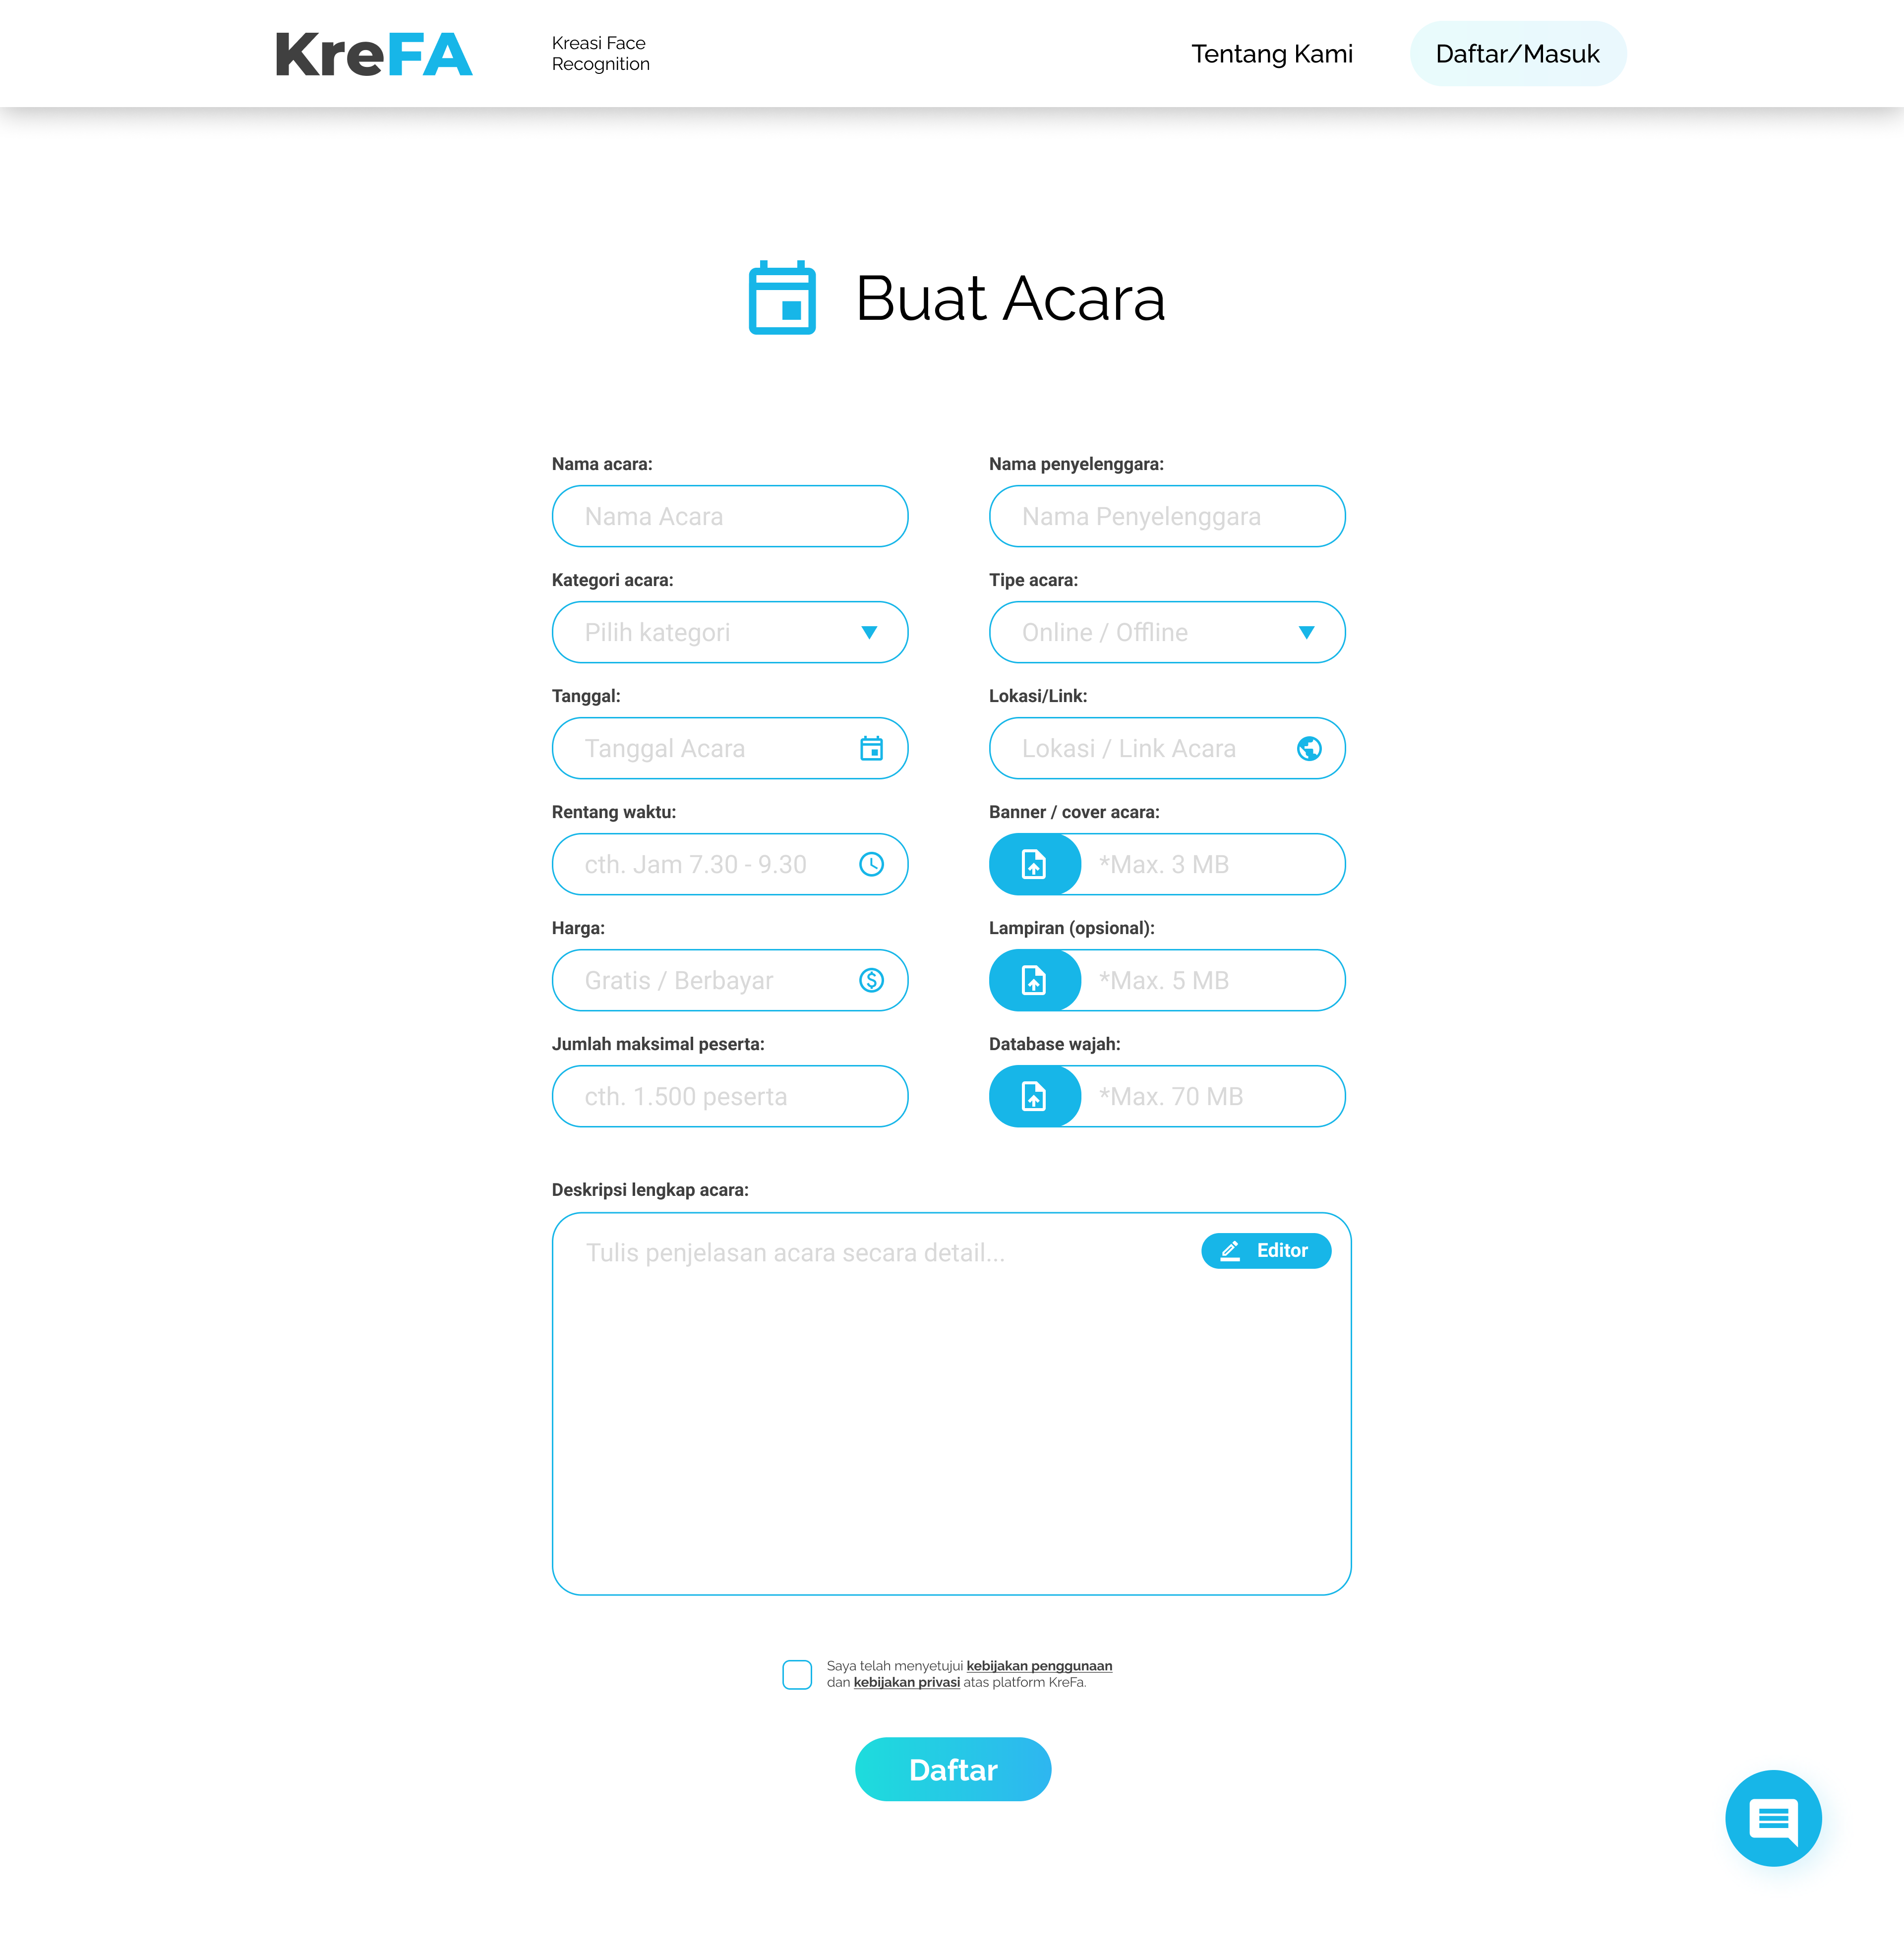 KreFA
Kreasi Face
Recognition
Tentang Kami
Daftar/Masuk
Buat Acara
Nama acara:
Nama Acara
Nama penyelenggara:
Nama Penyelenggara
Kategori acara:
Pilih kategori
Tipe acara:
Online / Offline
Tanggal:
Tanggal Acara
Lokasi/Link:
Lokasi / Link Acara
Rentang waktu:
cth. Jam 7.30 - 9.30
Banner / cover acara:
*Max. 3 MB
Harga:
Gratis / Berbayar
Lampiran (opsional):
*Max. 5 MB
Jumlah maksimal peserta:
cth. 1.500 peserta
Database wajah:
*Max. 70 MB
Deskripsi lengkap acara:
Tulis penjelasan acara secara detail...
Editor
Saya telah menyetujui kebijakan penggunaan
dan kebijakan privasi atas platform KreFa.
Daftar